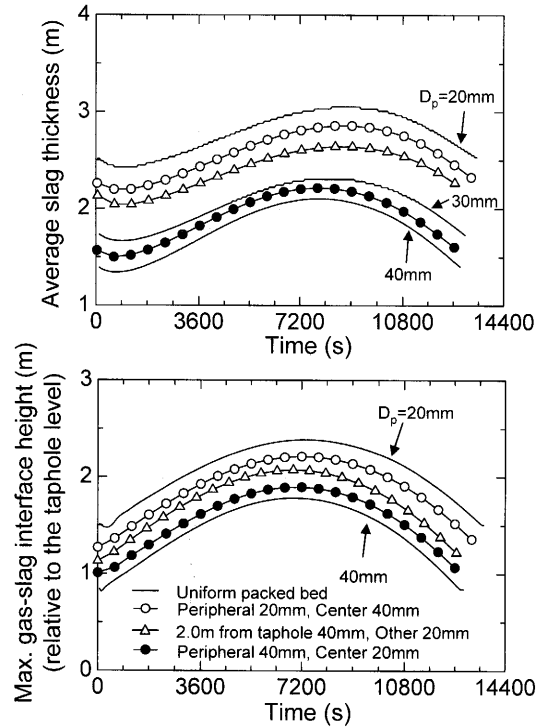 Average slag thickness (m)
4
3
2
1
D_p=20mm
30mm
40mm
0 3600 7200 10800 14400
Time (s)
Max. gas-slag interface height (m)
(relative to the taphole level)
3
2
1
0
D_p=20mm
40mm
Uniform packed bed
Peripheral 20mm, Center 40mm
2.0m from taphole 40mm, Other 20mm
Peripheral 40mm, Center 20mm
0 3600 7200 10800 14400
Time (s)